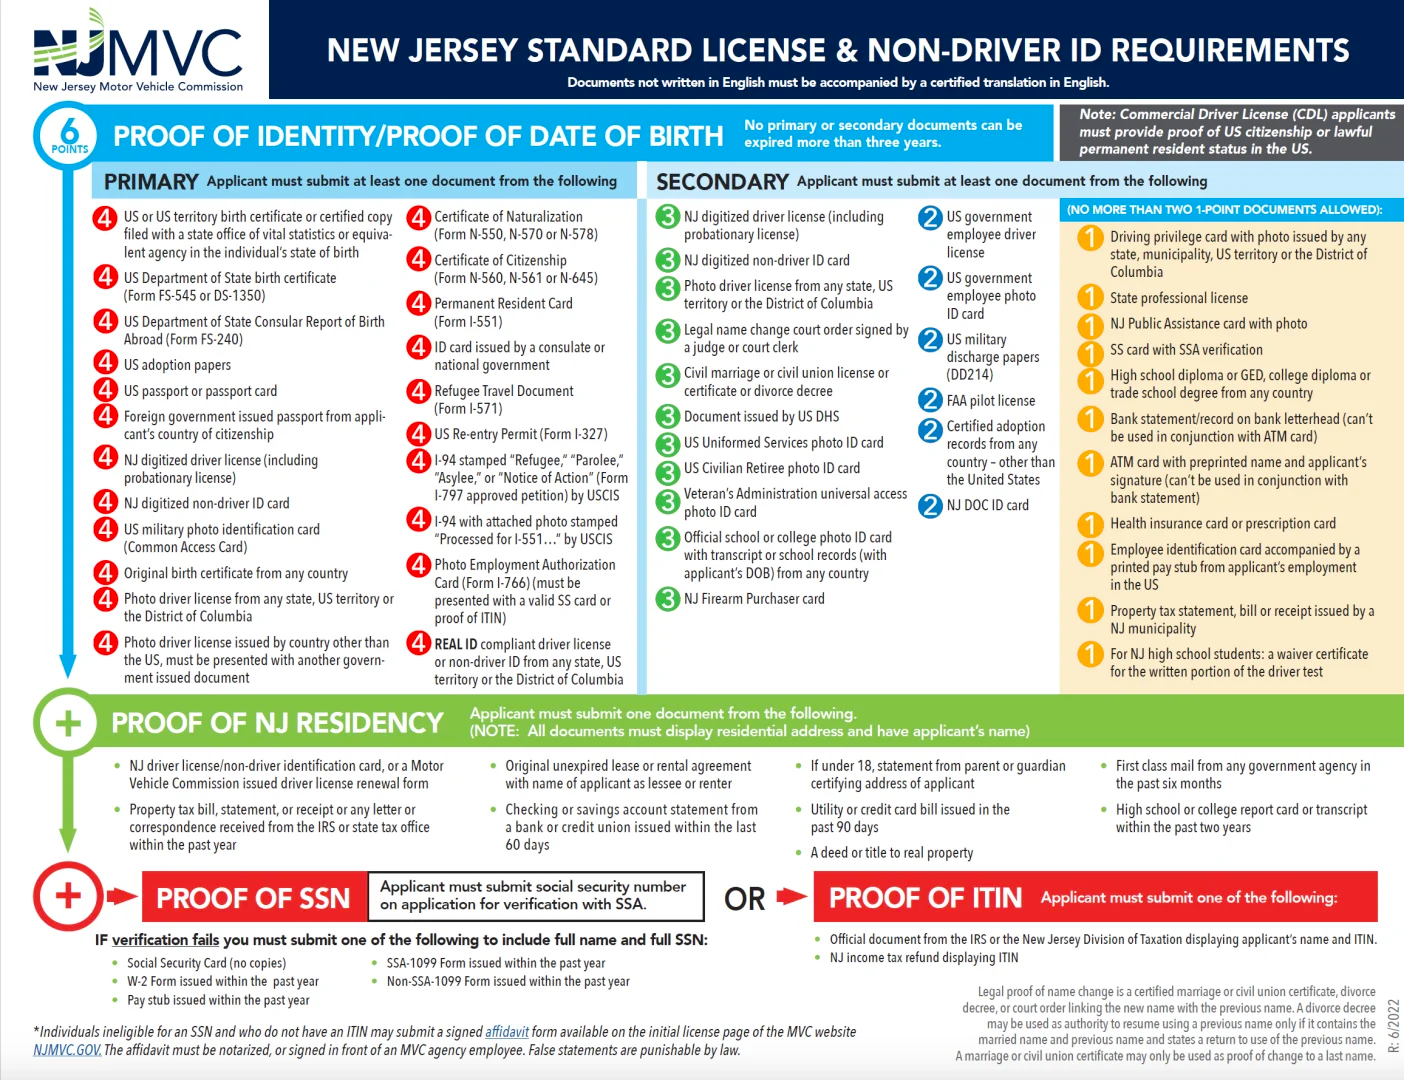 NJMVC
New Jersey Motor Vehicle Commission
NEW JERSEY STANDARD LICENSE & NON-DRIVER ID REQUIREMENTS
Documents not written in English must be accompanied by a certified translation in English.
6
POINTS
PROOF OF IDENTITY/PROOF OF DATE OF BIRTH
No primary or secondary documents can be
expired more than three years.
Note: Commercial Driver License (CDL) applicants
must provide proof of US citizenship or lawful
permanent resident status in the US.
PRIMARY Applicant must submit at least one document from the following
4 US or US territory birth certificate or certified copy
filed with a state office of vital statistics or equiva-
lent agency in the individual's state of birth
4 US Department of State birth certificate
(Form FS-545 or DS-1350)
4 US Department of State Consular Report of Birth
Abroad (Form FS-240)
4 US adoption papers
4 US passport or passport card
4 Foreign government issued passport from appli-
cant's country of citizenship
4 NJ digitized driver license (including
probationary license)
4 NJ digitized non-driver ID card
4 US military photo identification card
(Common Access Card)
4 Original birth certificate from any country
4 Photo driver license from any state, US territory or
the District of Columbia
4 Photo driver license issued by country other than
the US, must be presented with another govern-
ment issued document
4 Certificate of Naturalization
(Form N-550, N-570 or N-578)
4 Certificate of Citizenship
(Form N-560, N-561 or N-645)
4 Permanent Resident Card
(Form I-551)
4 ID card issued by a consulate or
national government
4 Refugee Travel Document
(Form I-571)
4 US Re-entry Permit (Form I-327)
4 I-94 stamped "Refugee," "Parolee,"
"Asylee," or "Notice of Action" (Form
I-797 approved petition) by USCIS
4 I-94 with attached photo stamped
"Processed for I-551…" by USCIS
4 Photo Employment Authorization
Card (Form I-766) (must be
presented with a valid SS card or
proof of ITIN)
4 REAL ID compliant driver license
or non-driver ID from any state, US
territory or the District of Columbia
SECONDARY Applicant must submit at least one document from the following
3 NJ digitized driver license (including
probationary license)
3 NJ digitized non-driver ID card
3 Photo driver license from any state, US
territory or the District of Columbia
3 Legal name change court order signed by
a judge or court clerk
3 Civil marriage or civil union license or
certificate or divorce decree
3 Document issued by US DHS
3 US Uniformed Services photo ID card
3 US Civilian Retiree photo ID card
3 Veteran's Administration universal access
photo ID card
3 Official school or college photo ID card
with transcript or school records (with
applicant's DOB) from any country
3 NJ Firearm Purchaser card
2 US government
employee driver
license
2 US government
employee photo
ID card
2 US military
discharge papers
(DD214)
2 FAA pilot license
2 Certified adoption
records from any
country – other than
the United States
2 NJ DOC ID card
(NO MORE THAN TWO 1-POINT DOCUMENTS ALLOWED):
1 Driving privilege card with photo issued by any
state, municipality, US territory or the District of
Columbia
1 State professional license
1 NJ Public Assistance card with photo
1 SS card with SSA verification
1 High school diploma or GED, college diploma or
trade school degree from any country
1 Bank statement/record on bank letterhead (can't
be used in conjunction with ATM card)
1 ATM card with preprinted name and applicant's
signature (can't be used in conjunction with
bank statement)
1 Health insurance card or prescription card
1 Employee identification card accompanied by a
printed pay stub from applicant's employment
in the US
1 Property tax statement, bill or receipt issued by a
NJ municipality
1 For NJ high school students: a waiver certificate
for the written portion of the driver test
+ PROOF OF NJ RESIDENCY
Applicant must submit one document from the following.
(NOTE: All documents must display residential address and have applicant's name)
• NJ driver license/non-driver identification card, or a Motor
Vehicle Commission issued driver license renewal form
• Property tax bill, statement, or receipt or any letter or
correspondence received from the IRS or state tax office
within the past year
• Original unexpired lease or rental agreement
with name of applicant as lessee or renter
• Checking or savings account statement from
a bank or credit union issued within the last
60 days
• If under 18, statement from parent or guardian
certifying address of applicant
• Utility or credit card bill issued in the
past 90 days
• A deed or title to real property
• First class mail from any government agency in
the past six months
• High school or college report card or transcript
within the past two years
+ PROOF OF SSN
Applicant must submit social security number
on application for verification with SSA.
IF verification fails you must submit one of the following to include full name and full SSN:
• Social Security Card (no copies)
• W-2 Form issued within the past year
• Pay stub issued within the past year
• SSA-1099 Form issued within the past year
• Non-SSA-1099 Form issued within the past year
OR
PROOF OF ITIN Applicant must submit one of the following:
• Official document from the IRS or the New Jersey Division of Taxation displaying applicant's name and ITIN.
• NJ income tax refund displaying ITIN
*Individuals ineligible for an SSN and who do not have an ITIN may submit a signed affidavit form available on the initial license page of the MVC website
NJMVC.GOV. The affidavit must be notarized, or signed in front of an MVC agency employee. False statements are punishable by law.
Legal proof of name change is a certified marriage or civil union certificate, divorce
decree, or court order linking the new name with the previous name. A divorce decree
may be used as authority to resume using a previous name only if it contains the
married name and previous name and states a return to use of the previous name.
A marriage or civil union certificate may only be used as proof of change to a last name.
R: 6/2022